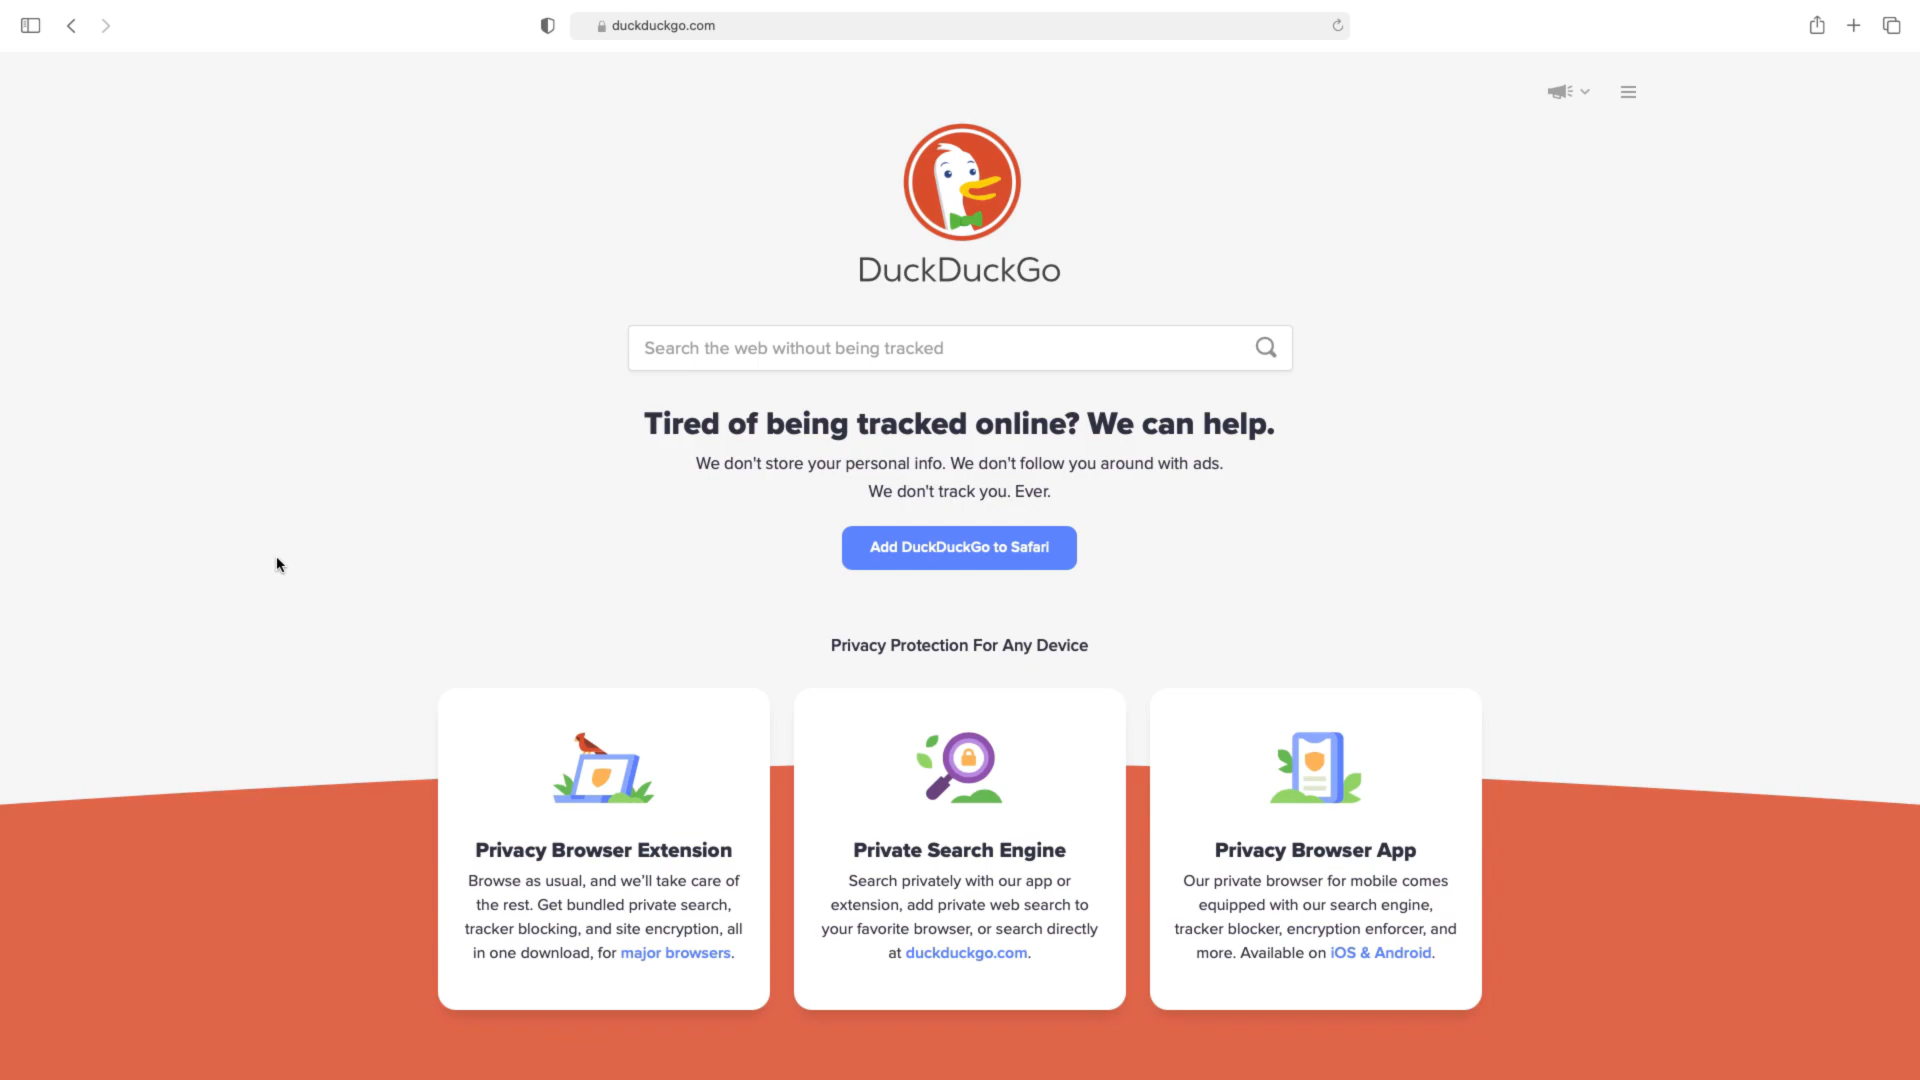 duckduckgo.com
DuckDuckGo
Search the web without being tracked
Tired of being tracked online? We can help.
We don't store your personal info. We don't follow you around with ads.
We don't track you. Ever.
Add DuckDuckGo to Safari
Privacy Protection For Any Device
Privacy Browser Extension
Browse as usual, and we'll take care of
the rest. Get bundled private search,
tracker blocking, and site encryption, all
in one download, for major browsers.
Private Search Engine
Search privately with our app or
extension, add private web search to
your favorite browser, or search directly
at duckduckgo.com.
Privacy Browser App
Our private browser for mobile comes
equipped with our search engine,
tracker blocker, encryption enforcer, and
more. Available on iOS & Android.